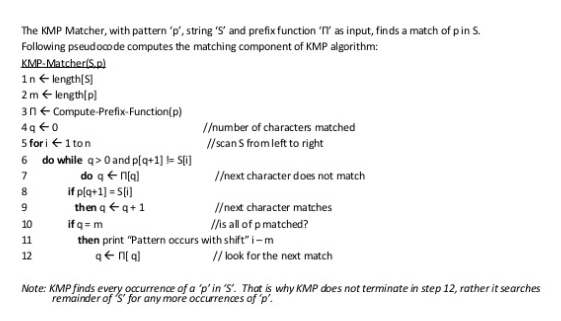 The KMP Matcher, with pattern ‘p’, string ‘S’ and prefix function ‘Π’ as input, finds a match of p in S.
Following pseudocode computes the matching component of KMP algorithm:
KMP-Matcher(S,p)
1 n ← length[S]
2 m ← length[p]
3 Π ← Compute-Prefix-Function(p)
4 q ← 0 //number of characters matched
5 for i ← 1 to n //scan S from left to right
6 do while q > 0 and p[q+1] != S[i]
7 do q ← Π[q] //next character does not match
8 if p[q+1] = S[i]
9 then q ← q + 1 //next character matches
10 if q = m //is all of p matched?
11 then print “Pattern occurs with shift” i – m
12 q ← Π[ q] // look for the next match
Note: KMP finds every occurrence of a ‘p’ in ‘S’. That is why KMP does not terminate in step 12, rather it searches
remainder of ‘S’ for any more occurrences of ‘p’.